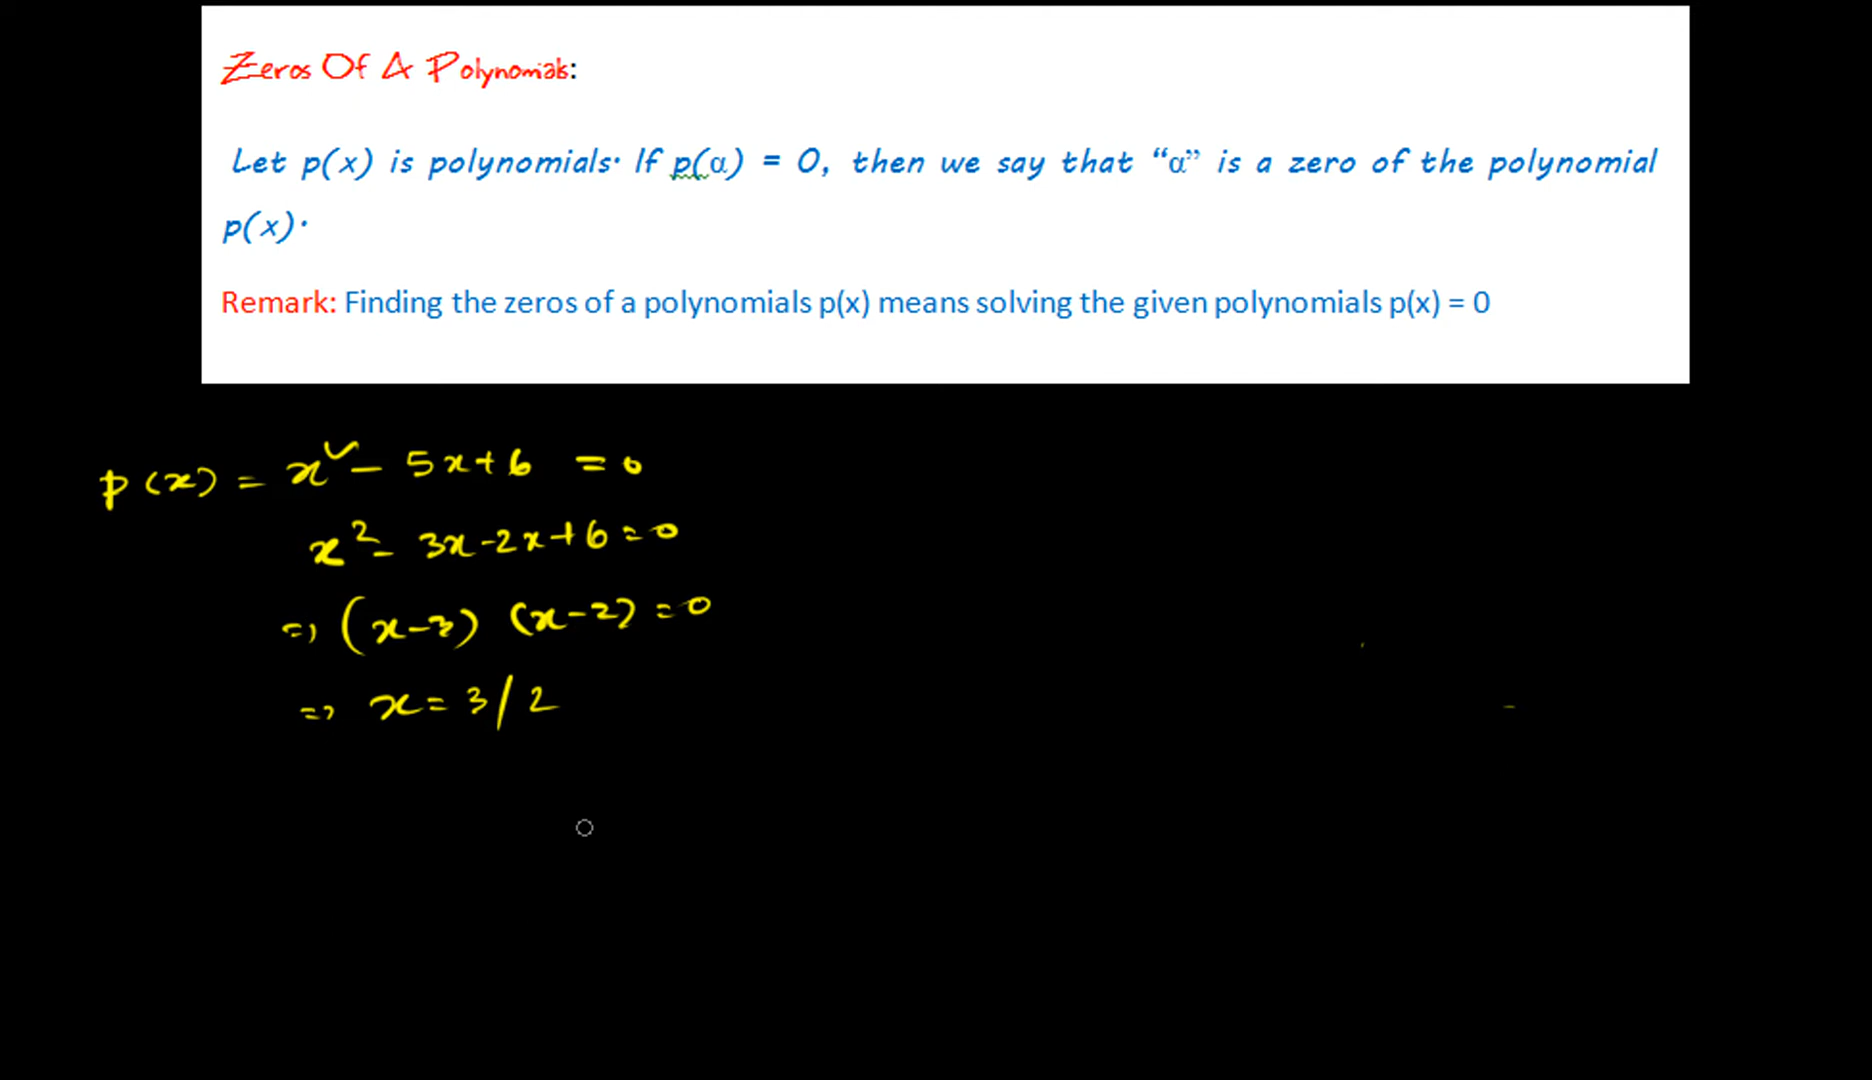 Zeros Of A Polynomials:
Let p(x) is polynomials. If p(α) = 0, then we say that “α” is a zero of the polynomial
p(x).
Remark: Finding the zeros of a polynomials p(x) means solving the given polynomials p(x) = 0
p(x) = x² - 5x+6 = 0
x² - 3x-2x+6=0
=> (x-3) (x-2) = 0
=> x = 3/2